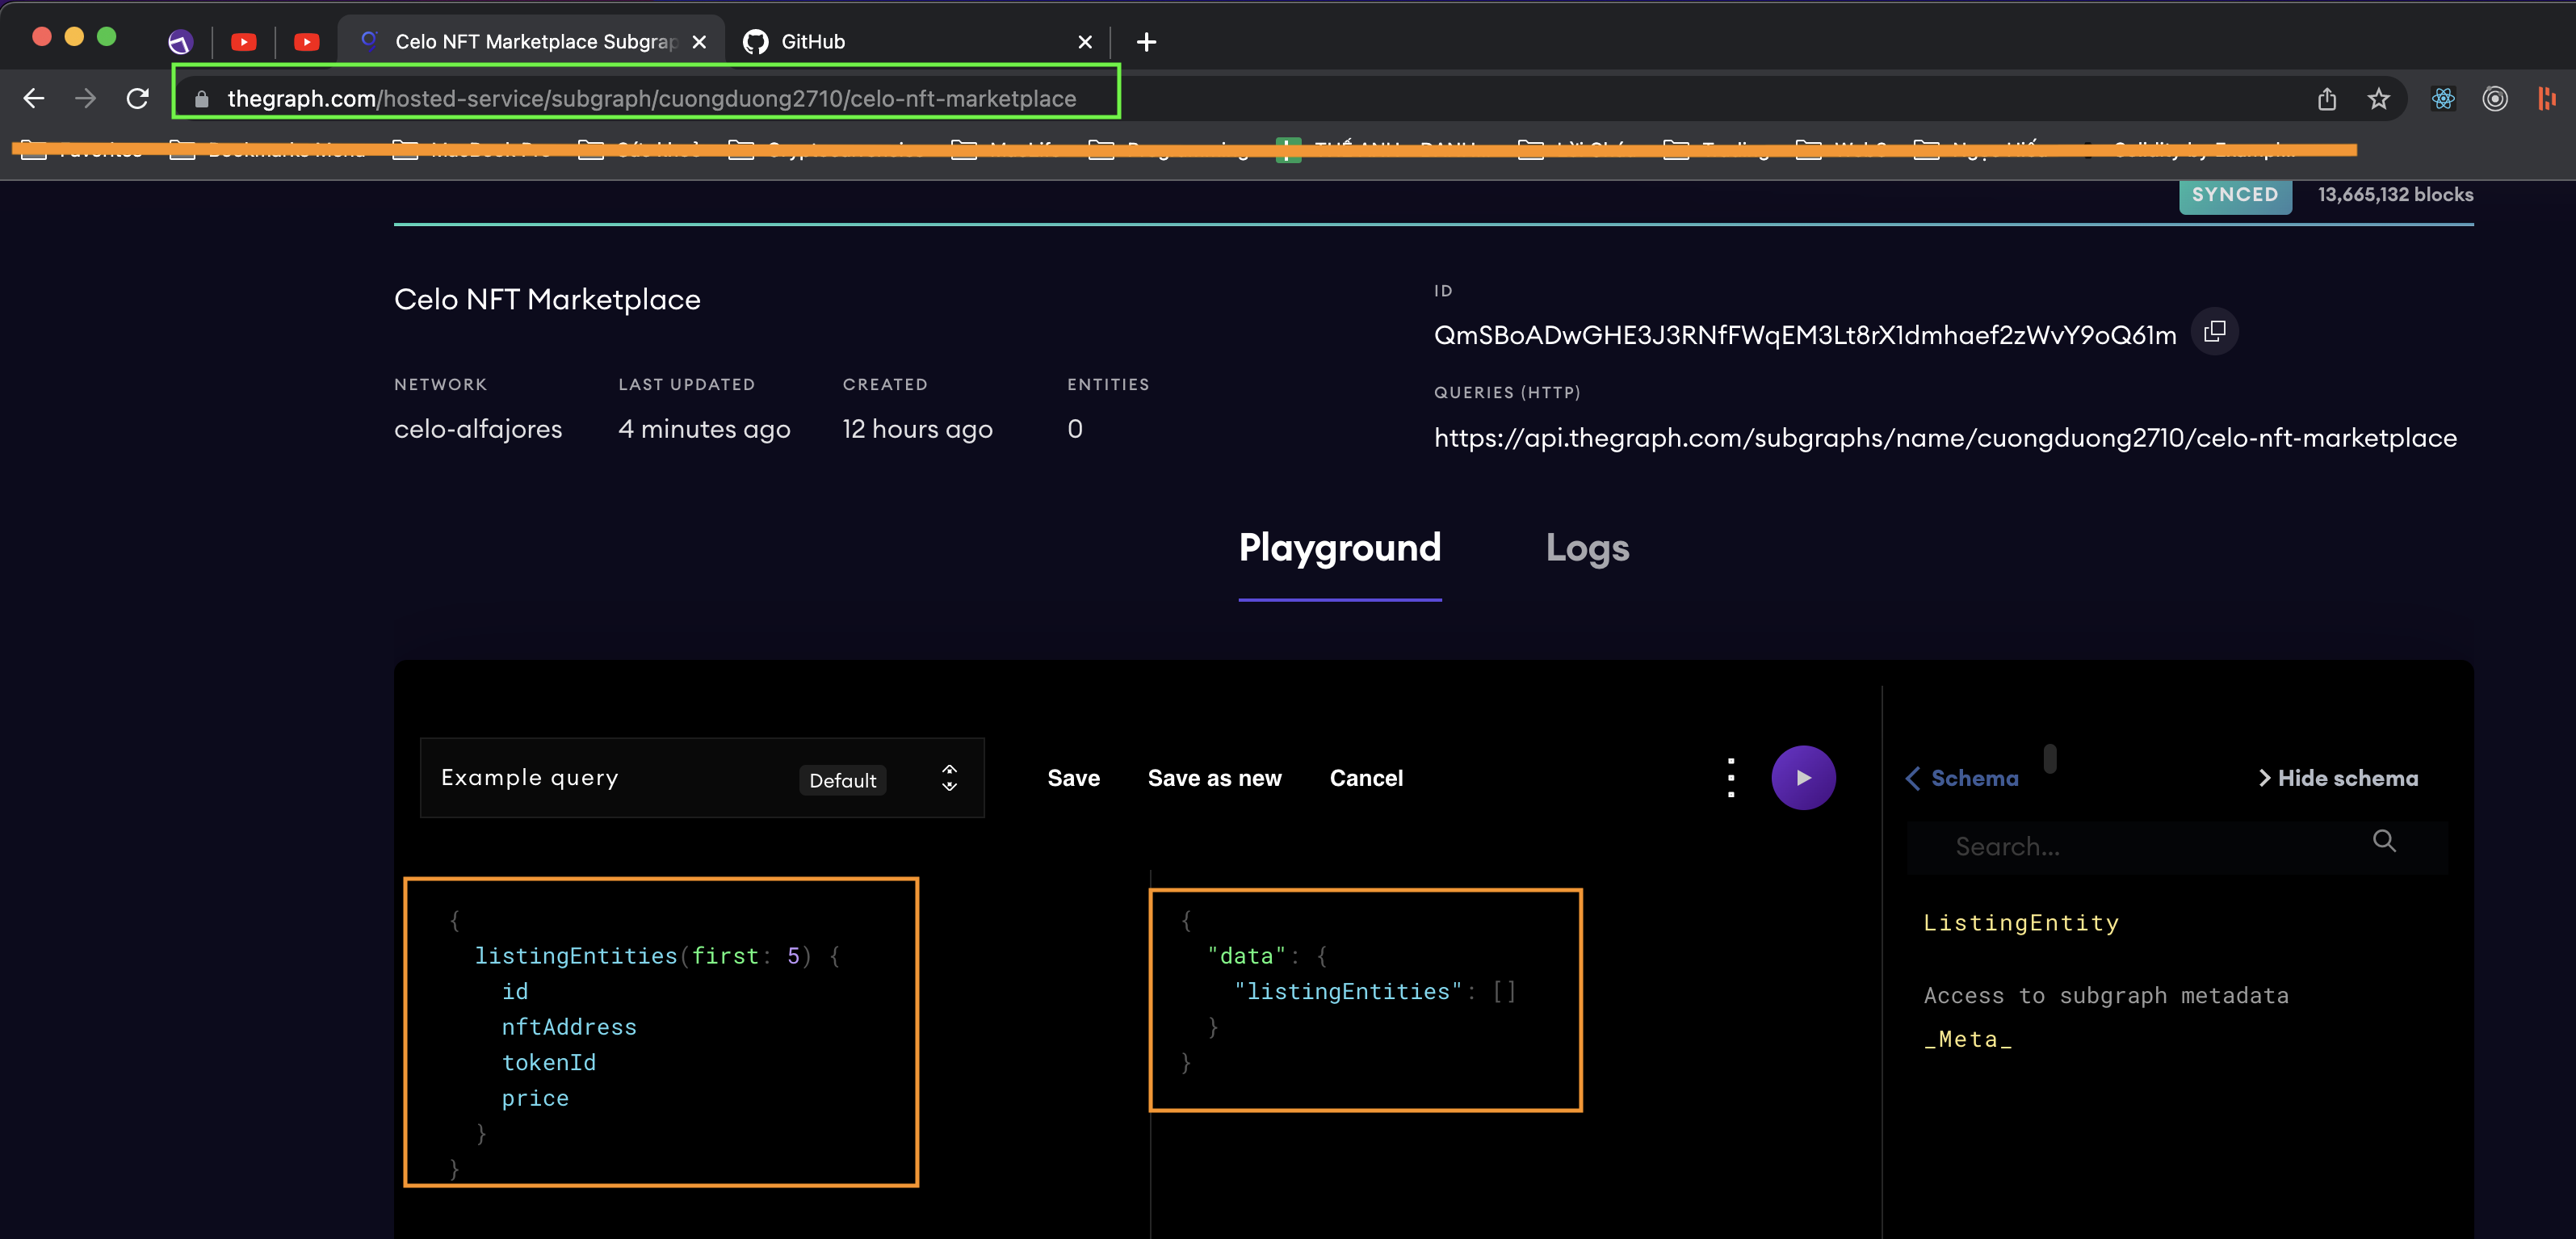 Celo NFT Marketplace Subgrap
GitHub
thegraph.com/hosted-service/subgraph/cuongduong2710/celo-nft-marketplace
SYNCED
13,665,132 blocks
Celo NFT Marketplace
ID
QmSBoADwGHE3J3RNfFWqEM3Lt8rX1dmhaef2zWvY9oQ61m
NETWORK
LAST UPDATED
CREATED
ENTITIES
celo-alfajores
4 minutes ago
12 hours ago
0
QUERIES (HTTP)
https://api.thegraph.com/subgraphs/name/cuongduong2710/celo-nft-marketplace
Playground
Logs
Example query
Default
Save
Save as new
Cancel
Schema
Hide schema
Search...
{
listingEntities(first: 5) {
id
nftAddress
tokenId
price
}
}
{
"data": {
"listingEntities": []
}
}
ListingEntity
Access to subgraph metadata
_Meta_